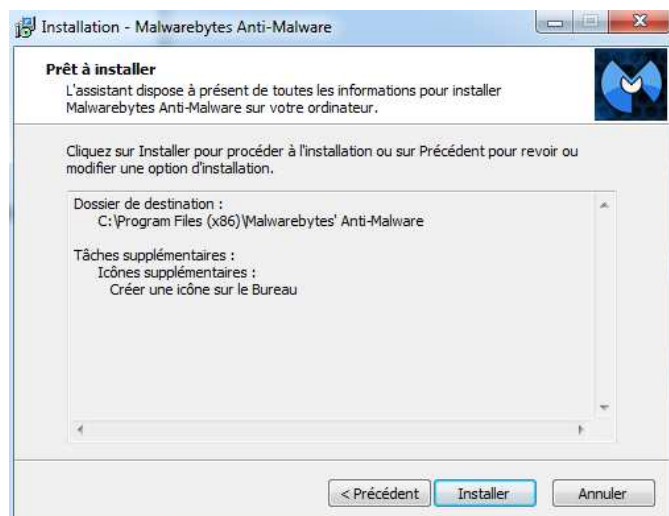 Installation - Malwarebytes Anti-Malware
Prêt à installer
L'assistant dispose à présent de toutes les informations pour installer
Malwarebytes Anti-Malware sur votre ordinateur.
Cliquez sur Installer pour procéder à l'installation ou sur Précédent pour revoir ou
modifier une option d'installation.
Dossier de destination :
C:\Program Files (x86)\Malwarebytes' Anti-Malware
Tâches supplémentaires :
Icônes supplémentaires :
Créer une icône sur le Bureau
< Précédent Installer Annuler